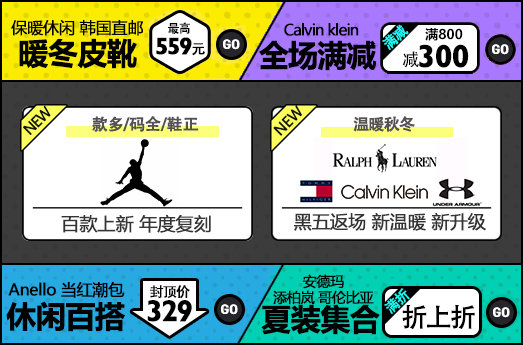 保暖休闲 韩国直邮
暖冬皮靴
最高
559元
GO
Calvin klein
全场满减
满减
满800
减300
GO
NEW
款多/码全/鞋正
百款上新 年度复刻
NEW
温暖秋冬
RALPH LAUREN
TOMMY HILFIGER
Calvin Klein
UNDER ARMOUR
黑五返场 新温暖 新升级
Anello 当红潮包
休闲百搭
封顶价
329
GO
安德玛
添柏岚 哥伦比亚
夏装集合
满折
折上折
GO